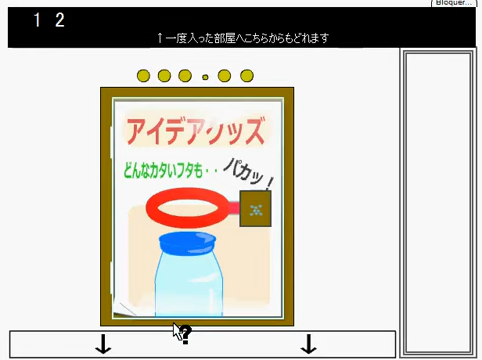 Bloquer...
1 2
↑一度入った部屋へこちらからもどれます
アイデアグッズ
どんなカタいフタも・・
パカッ!
↓ ? ↓